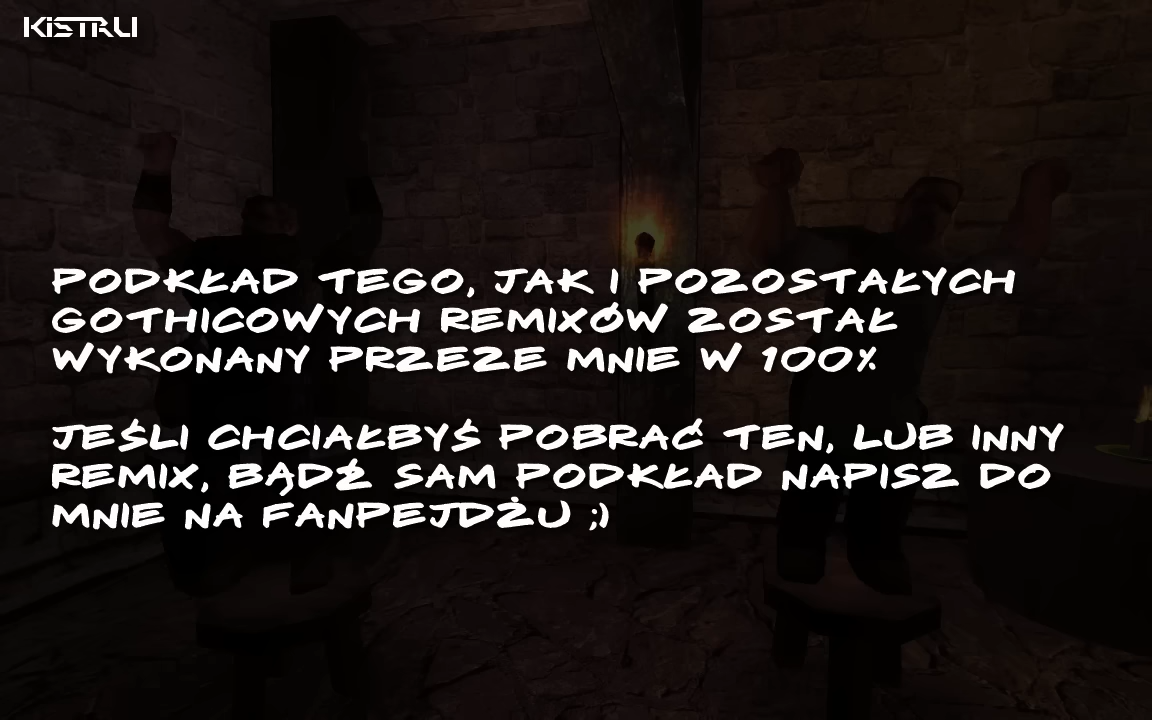 KiSTRU
PODKŁAD TEGO, JAK I POZOSTAŁYCH
GOTHICOWYCH REMIXÓW ZOSTAŁ
WYKONANY PRZEZE MNIE W 100%
JEŚLI CHCIAŁBYŚ POBRAĆ TEN, LUB INNY
REMIX, BĄDŹ SAM PODKŁAD NAPISZ DO
MNIE NA FANPEJDŻU ;)